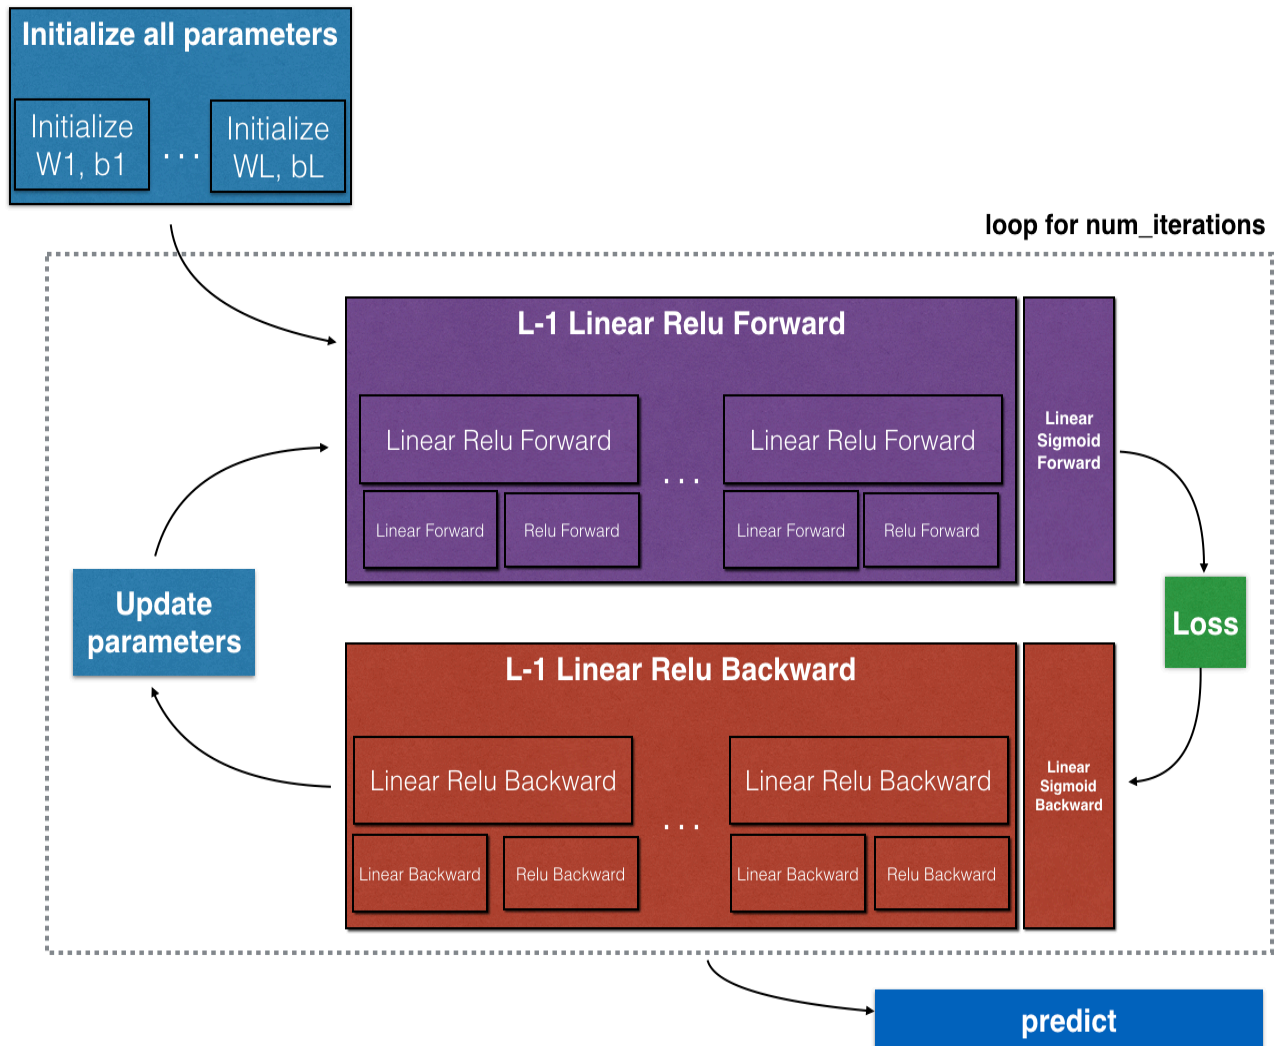 Initialize all parameters
Initialize
W1, b1
. . .
Initialize
WL, bL
loop for num_iterations
L-1 Linear Relu Forward
Linear Relu Forward
Linear Forward
Relu Forward
. . .
Linear Relu Forward
Linear Forward
Relu Forward
Linear
Sigmoid
Forward
Update
parameters
Loss
L-1 Linear Relu Backward
Linear Relu Backward
Linear Backward
Relu Backward
. . .
Linear Relu Backward
Linear Backward
Relu Backward
Linear
Sigmoid
Backward
predict